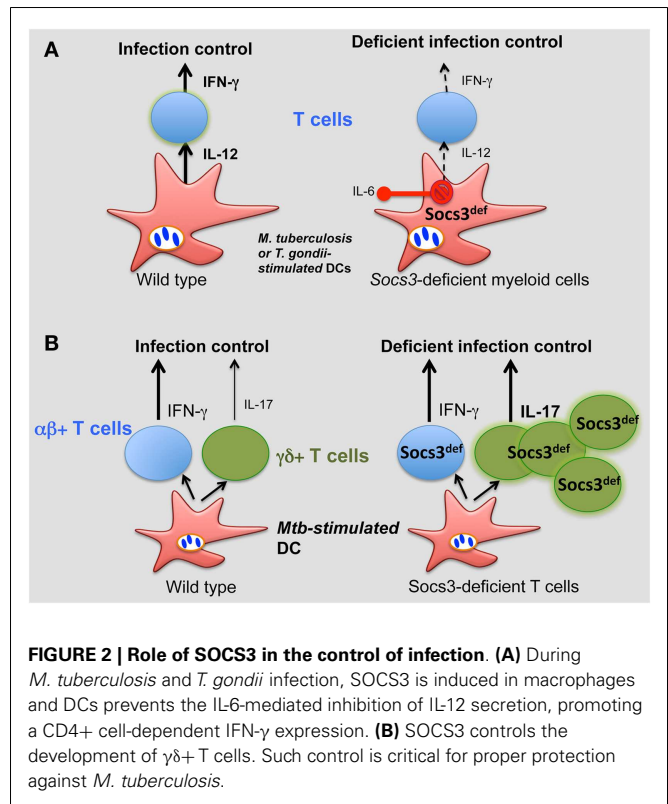 A
Infection control
IFN-γ
IL-12
Wild type
T cells
M. tuberculosis
or T. gondii-
stimulated DCs
Deficient infection control
IFN-γ
IL-12
IL-6
Socs3def
Socs3-deficient myeloid cells
B
Infection control
IFN-γ
IL-17
αβ+ T cells
γδ+ T cells
Mtb-stimulated
DC
Wild type
Deficient infection control
IFN-γ
IL-17
Socs3def
Socs3def
Socs3def
Socs3def
Socs3-deficient T cells
FIGURE 2 | Role of SOCS3 in the control of infection. (A) During
M. tuberculosis and T. gondii infection, SOCS3 is induced in macrophages
and DCs prevents the IL-6-mediated inhibition of IL-12 secretion, promoting
a CD4+ cell-dependent IFN-γ expression. (B) SOCS3 controls the
development of γδ+ T cells. Such control is critical for proper protection
against M. tuberculosis.